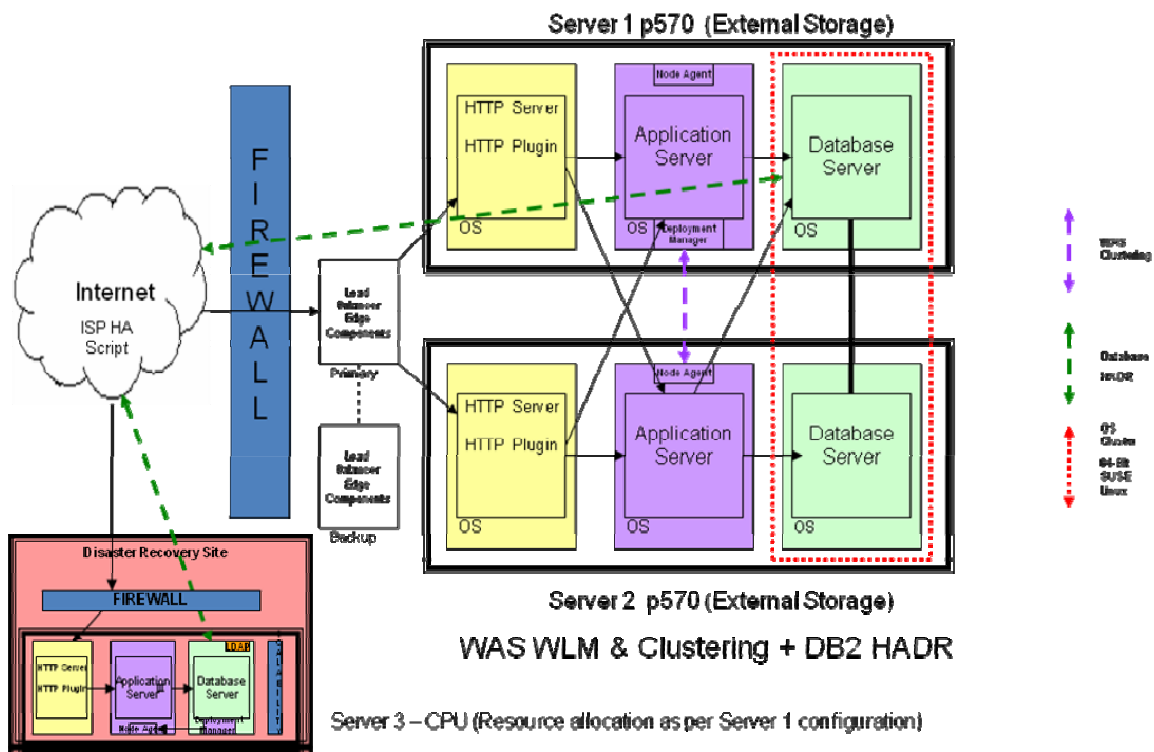 Server 1 p570 (External Storage)
HTTP Server
HTTP Plugin
OS
Node Agent
Application
Server
OS
Deployment
Manager
Database
Server
OS
FIREWALL
Internet
ISP HA
Script
Load
Balancer
Edge
Components
Primary
Load
Balancer
Edge
Components
Backup
HTTP Server
HTTP Plugin
OS
Node Agent
Application
Server
Database
Server
OS
Server 2 p570 (External Storage)
WAS WLM & Clustering + DB2 HADR
WAS
Clustering
Database
HADR
OS
Cluster
64-Bit
SUSE
Linux
Disaster Recovery Site
FIREWALL
HTTP Server
HTTP Plugin
Application
Server
Node Agent
LDAP
Database
Server
Deployment
Manager
Server 3 – CPU (Resource allocation as per Server 1 configuration)